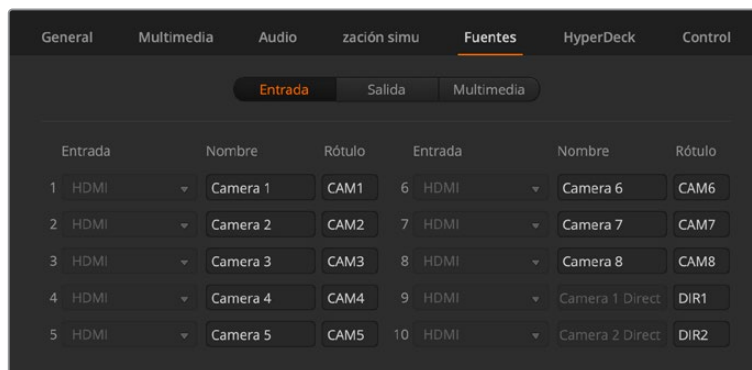 General Multimedia Audio zación simu Fuentes HyperDeck Control
Entrada Salida Multimedia
Entrada Nombre Rótulo Entrada Nombre Rótulo
1 HDMI Camera 1 CAM1 6 HDMI Camera 6 CAM6
2 HDMI Camera 2 CAM2 7 HDMI Camera 7 CAM7
3 HDMI Camera 3 CAM3 8 HDMI Camera 8 CAM8
4 HDMI Camera 4 CAM4 9 HDMI Camera 1 Direct DIR1
5 HDMI Camera 5 CAM5 10 HDMI Camera 2 Direct DIR2